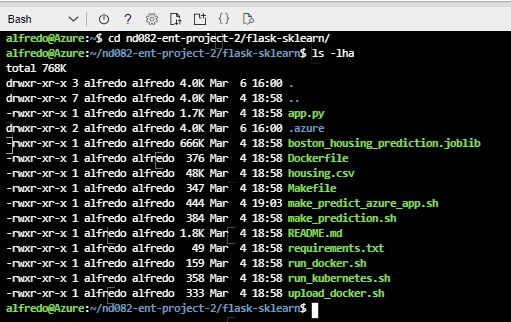 Bash
alfredo@Azure:~$ cd nd082-ent-project-2/flask-sklearn/
alfredo@Azure:~/nd082-ent-project-2/flask-sklearn$ ls -lha
total 768K
drwxr-xr-x 3 alfredo alfredo 4.0K Mar  6 16:00 .
drwxr-xr-x 7 alfredo alfredo 4.0K Mar  4 18:58 ..
-rwxr-xr-x 1 alfredo alfredo 1.7K Mar  4 18:58 app.py
drwxr-xr-x 2 alfredo alfredo 4.0K Mar  6 16:00 .azure
-rwxr-xr-x 1 alfredo alfredo 666K Mar  4 18:58 boston_housing_prediction.joblib
-rwxr-xr-x 1 alfredo alfredo  376 Mar  4 18:58 Dockerfile
-rwxr-xr-x 1 alfredo alfredo  48K Mar  4 18:58 housing.csv
-rwxr-xr-x 1 alfredo alfredo  347 Mar  4 18:58 Makefile
-rwxr-xr-x 1 alfredo alfredo  444 Mar  4 19:03 make_predict_azure_app.sh
-rwxr-xr-x 1 alfredo alfredo  384 Mar  4 18:58 make_prediction.sh
-rwxr-xr-x 1 alfredo alfredo 1.8K Mar  4 18:58 README.md
-rwxr-xr-x 1 alfredo alfredo   49 Mar  4 18:58 requirements.txt
-rwxr-xr-x 1 alfredo alfredo  159 Mar  4 18:58 run_docker.sh
-rwxr-xr-x 1 alfredo alfredo  358 Mar  4 18:58 run_kubernetes.sh
-rwxr-xr-x 1 alfredo alfredo  333 Mar  4 18:58 upload_docker.sh
alfredo@Azure:~/nd082-ent-project-2/flask-sklearn$